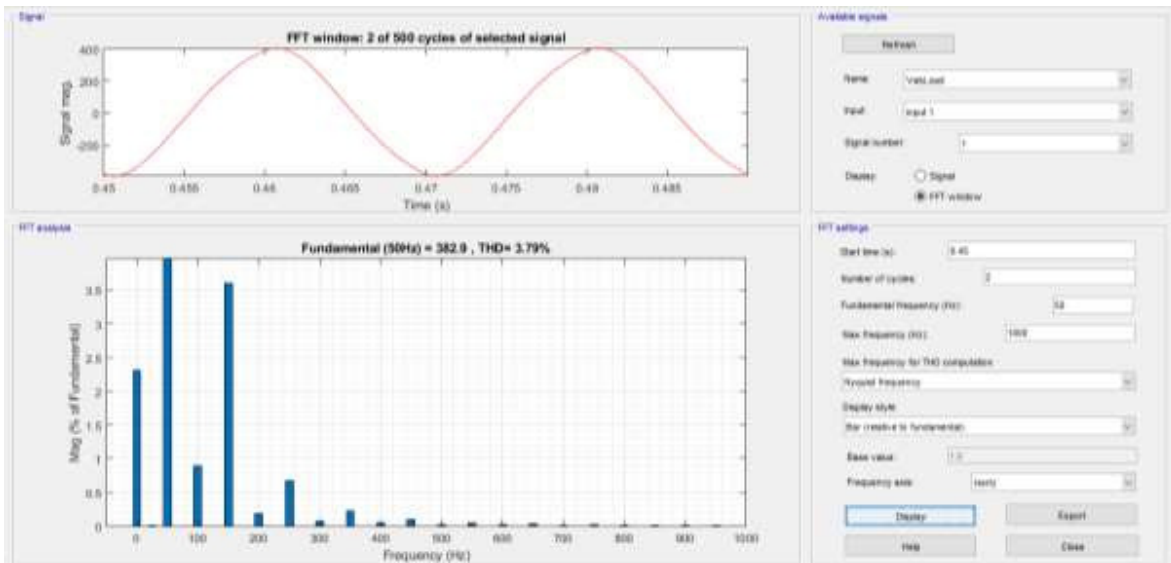 Signal
FFT window: 2 of 500 cycles of selected signal
400
200
0
-200
Signal mag.
0.45 0.455 0.46 0.465 0.47 0.475 0.48 0.485
Time (s)
FFT analysis
Fundamental (50Hz) = 382.9 , THD= 3.79%
3.5
3
2.5
2
1.5
1
0.5
0
Mag (% of Fundamental)
0 100 200 300 400 500 600 700 800 900 1000
Frequency (Hz)
Available signals
Refresh
Name:
Input: input 1
Signal number: 1
Display: Signal
FFT window
FFT settings
Start time (s): 0.45
Number of cycles: 2
Fundamental frequency (Hz): 50
Max frequency (Hz): 1000
Max frequency for THD computation:
Nyquist frequency
Display style:
Bar (relative to fundamental)
Base value: 1.0
Frequency axis: Hertz
Display Export
Help Close